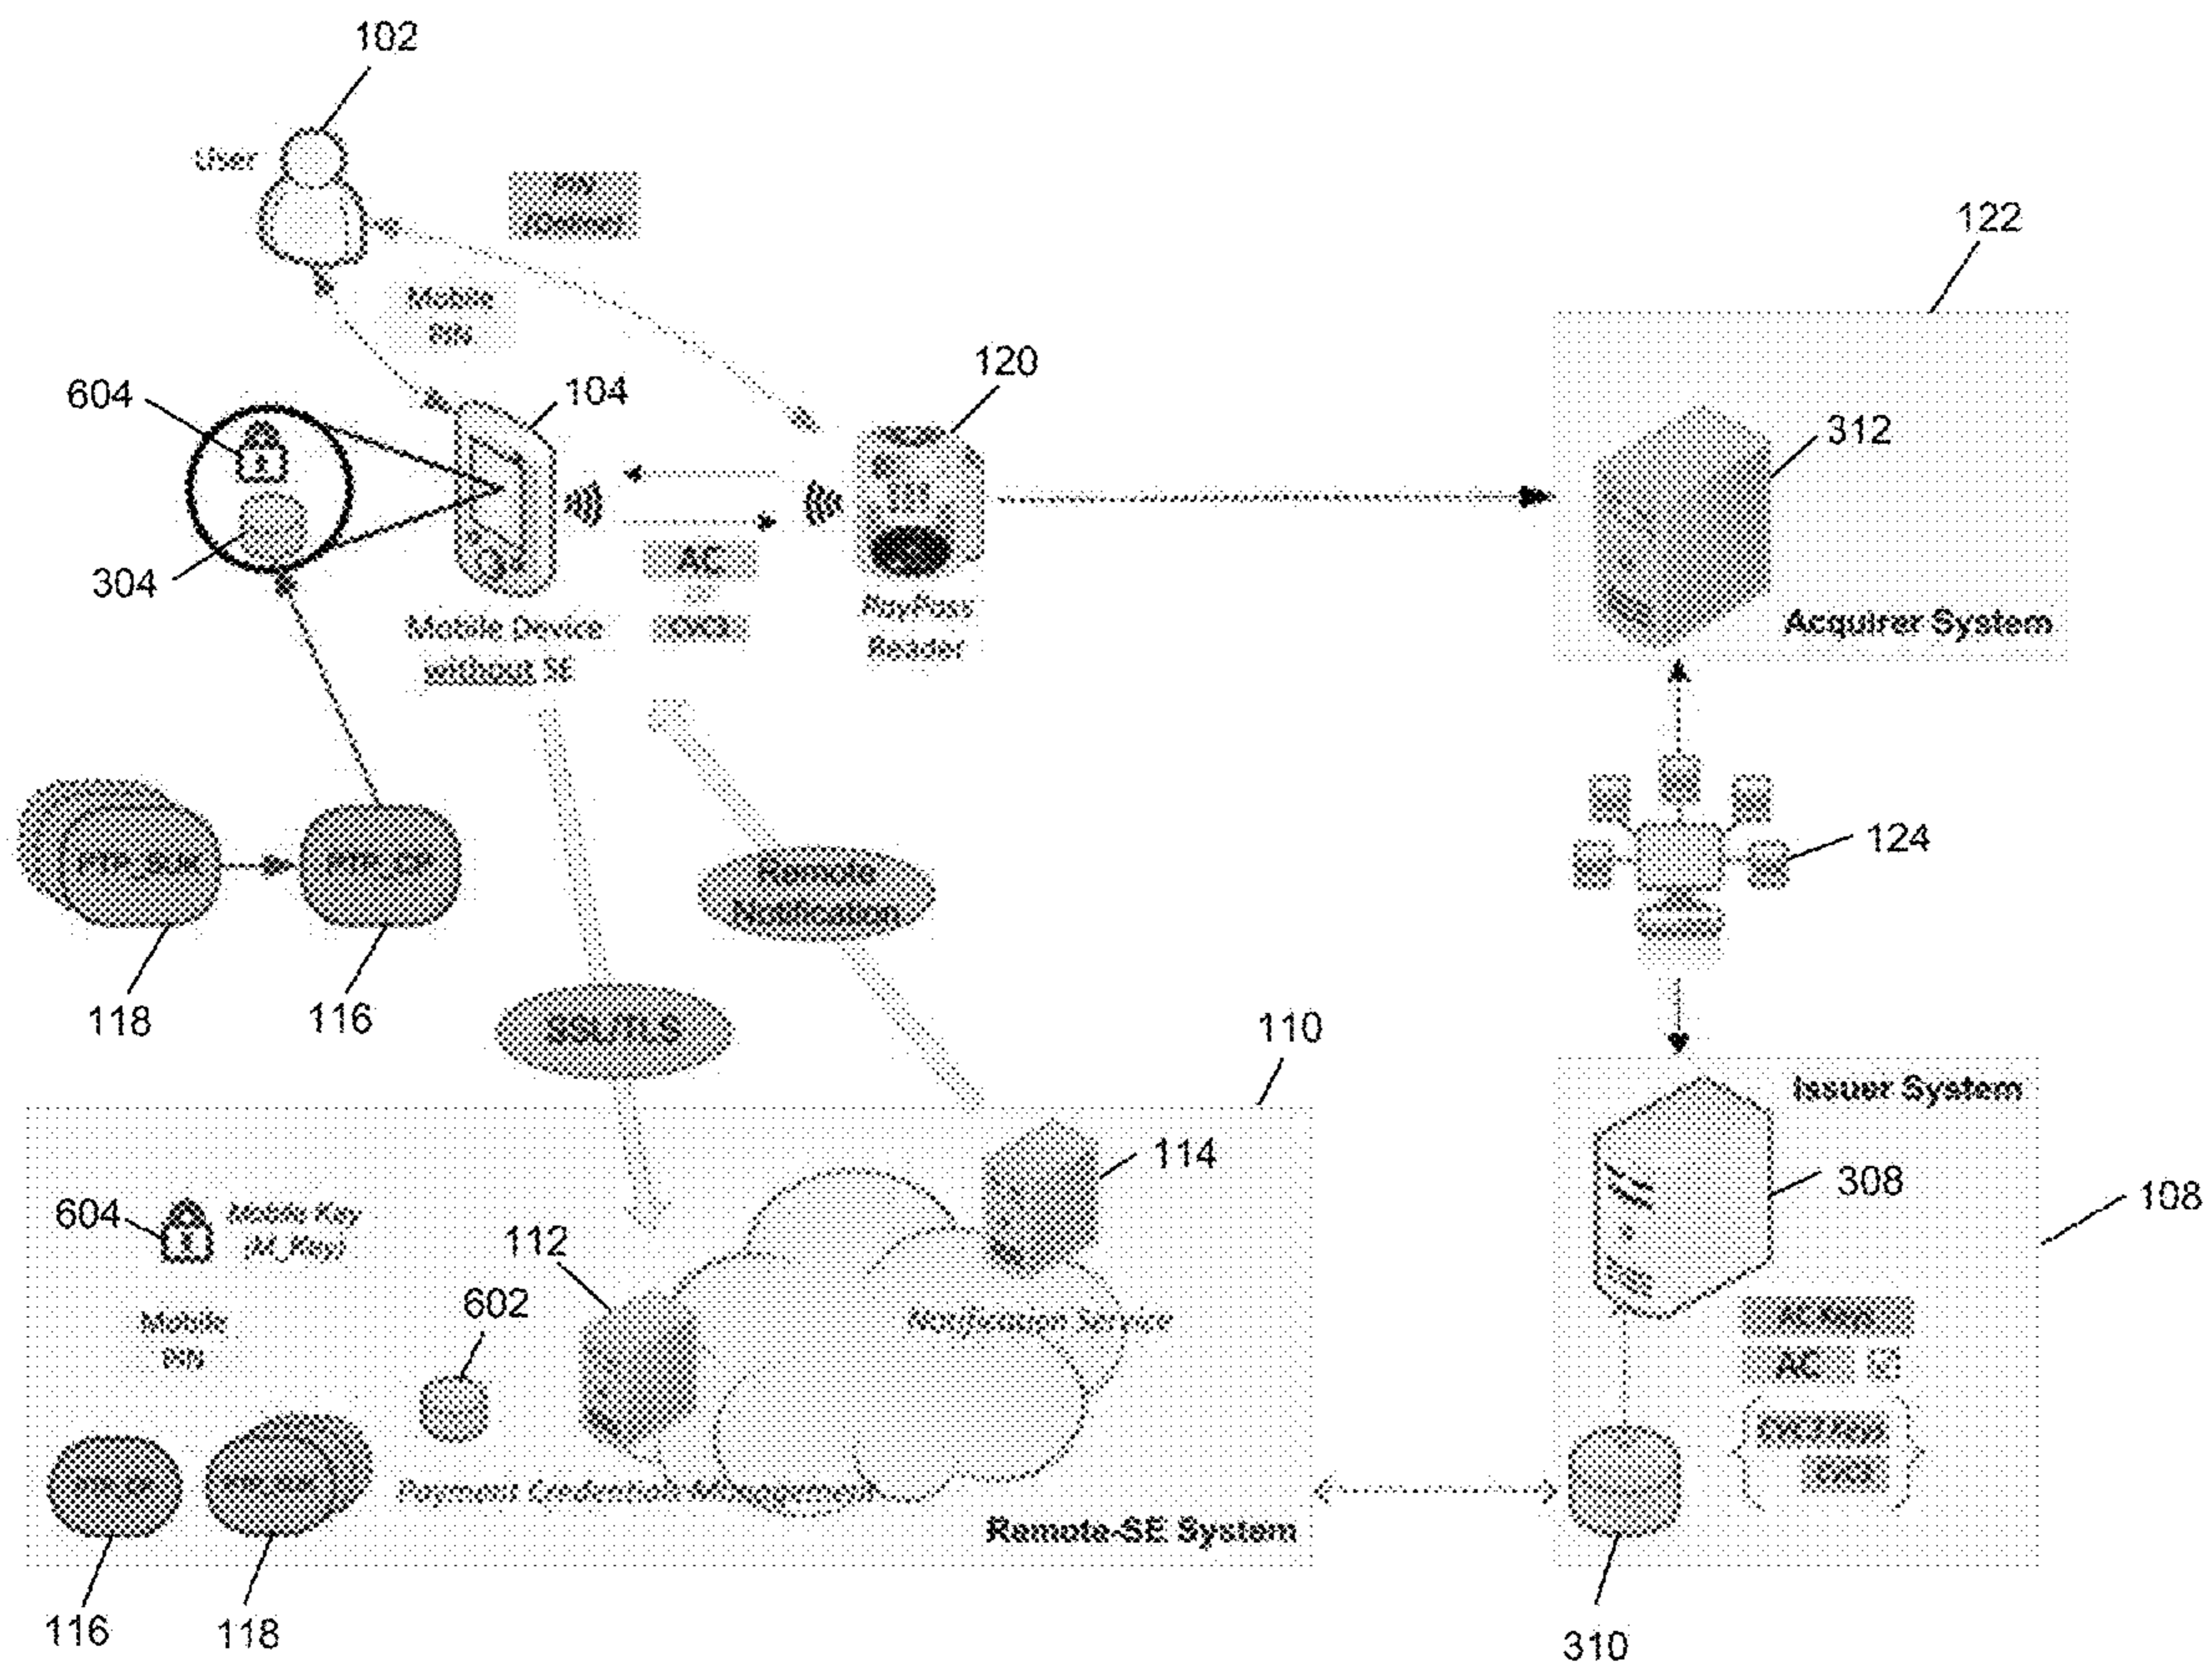 102
User
PIN
Mobile
PIN
122
120
604
104
312
304
AC
Mobile Device
without SE
PayPass
Reader
Acquirer System
124
Remote
Notification
118
116
SSL/TLS
110
Issuer System
114
604
Mobile Key
(M_Key)
308
108
112
602
Mobile
PIN
Notification Service
AC
Payment Credentials Management
Remote-SE System
116
118
310